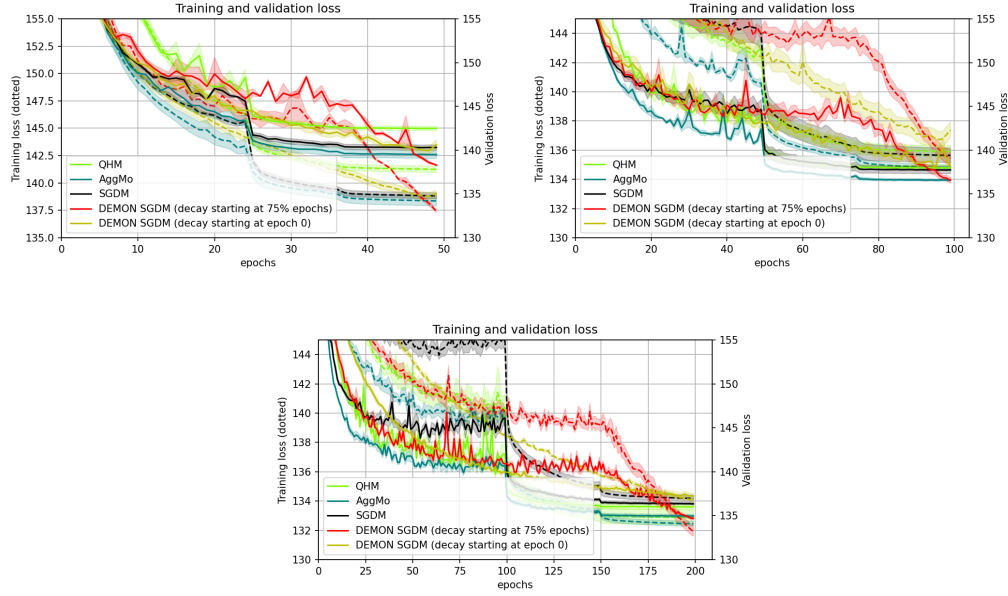 Training and validation loss
155.0
152.5
150.0
147.5
145.0
142.5
140.0
137.5
135.0
Training loss (dotted)
155
150
145
140
135
130
Validation loss
QHM
AggMo
SGDM
DEMON SGDM (decay starting at 75% epochs)
DEMON SGDM (decay starting at epoch 0)
0 10 20 30 40 50
epochs
Training and validation loss
144
142
140
138
136
134
132
130
Training loss (dotted)
155
150
145
140
135
130
Validation loss
QHM
AggMo
SGDM
DEMON SGDM (decay starting at 75% epochs)
DEMON SGDM (decay starting at epoch 0)
0 20 40 60 80 100
epochs
Training and validation loss
144
142
140
138
136
134
132
130
Training loss (dotted)
155
150
145
140
135
130
Validation loss
QHM
AggMo
SGDM
DEMON SGDM (decay starting at 75% epochs)
DEMON SGDM (decay starting at epoch 0)
0 25 50 75 100 125 150 175 200
epochs